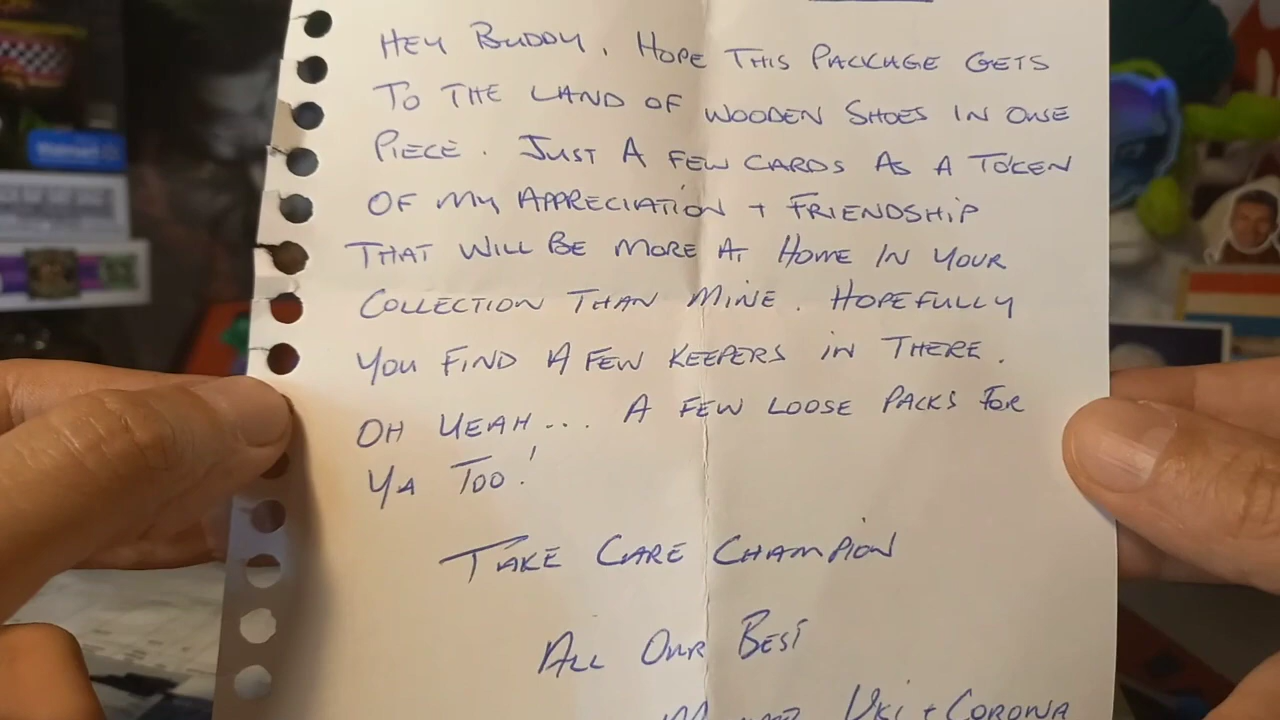 Hey Buddy, Hope This Package Gets
To The Land of Wooden Shoes in One
Piece. Just A Few Cards As A Token
of my Appreciation + Friendship
That Will Be More At Home In Your
Collection Than Mine. Hopefully
You Find A Few Keepers in There.
Oh Yeah... A Few Loose Packs For
Ya Too!
Take Care Champion
All Our Best
Uki + Corona
Walmart